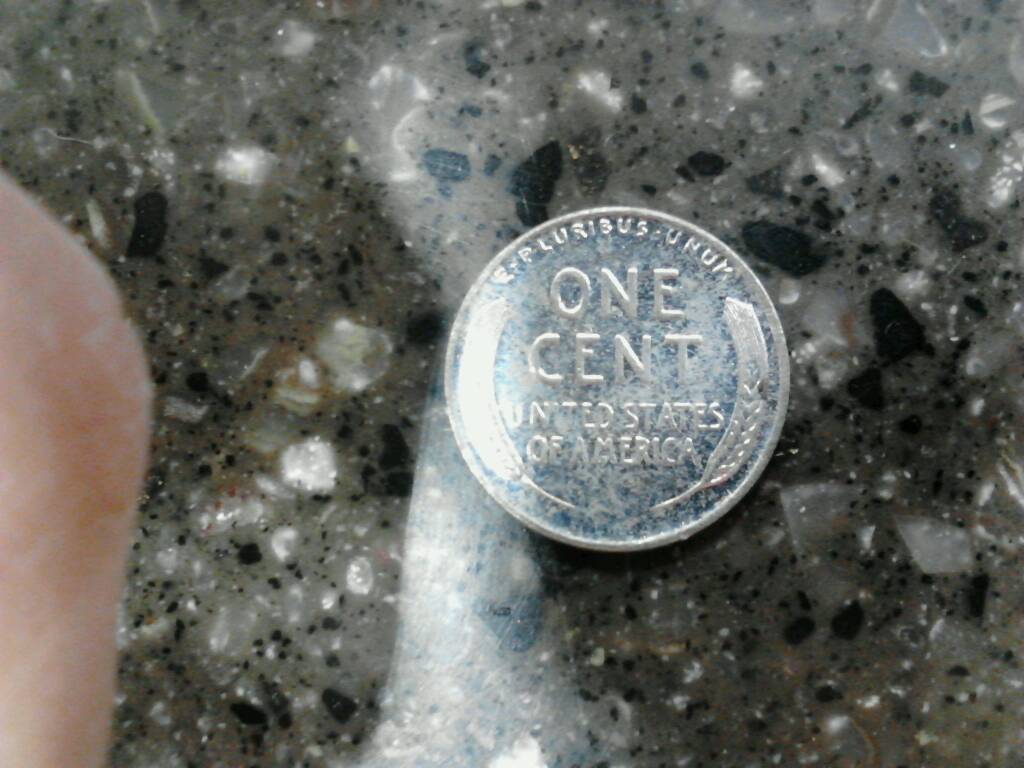 E·PLURIBUS·UNUM
ONE
CENT
UNITED STATES
OF AMERICA